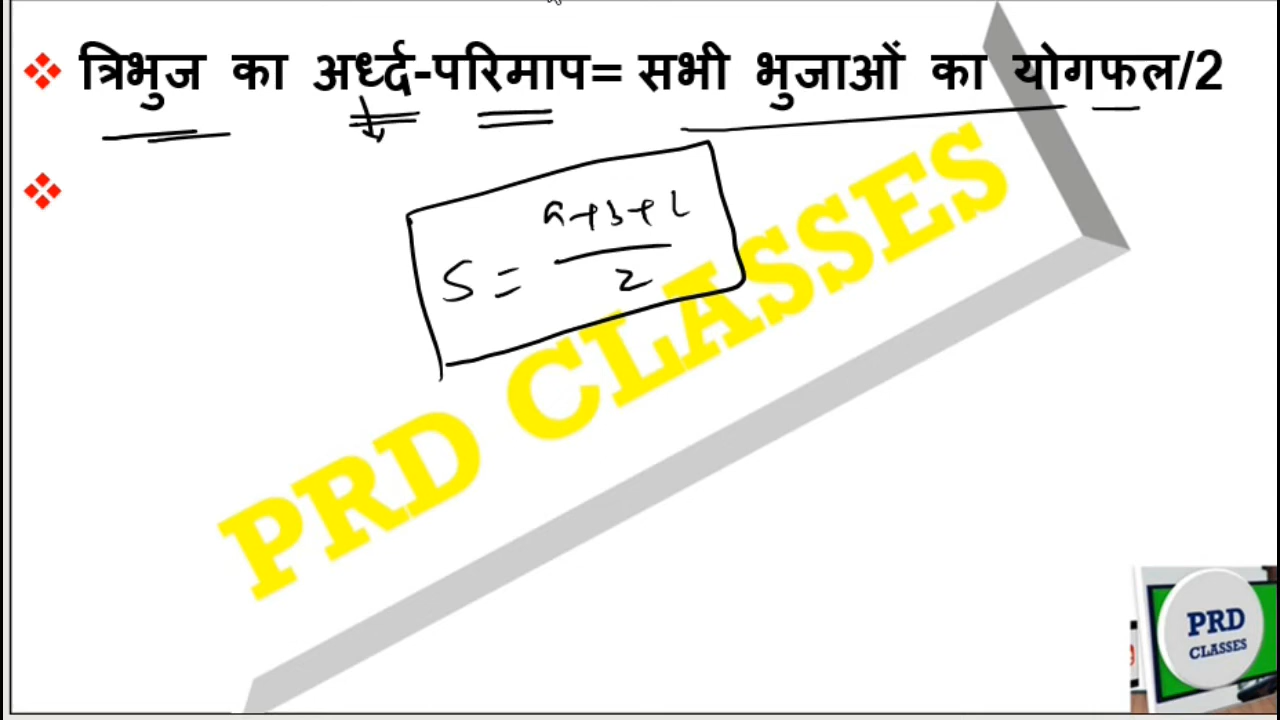 ❖ त्रिभुज का अर्ध्द-परिमाप= सभी भुजाओं का योगफल/2
❖
a+b+c
S =
2
PRD CLASSES
PRD
CLASSES